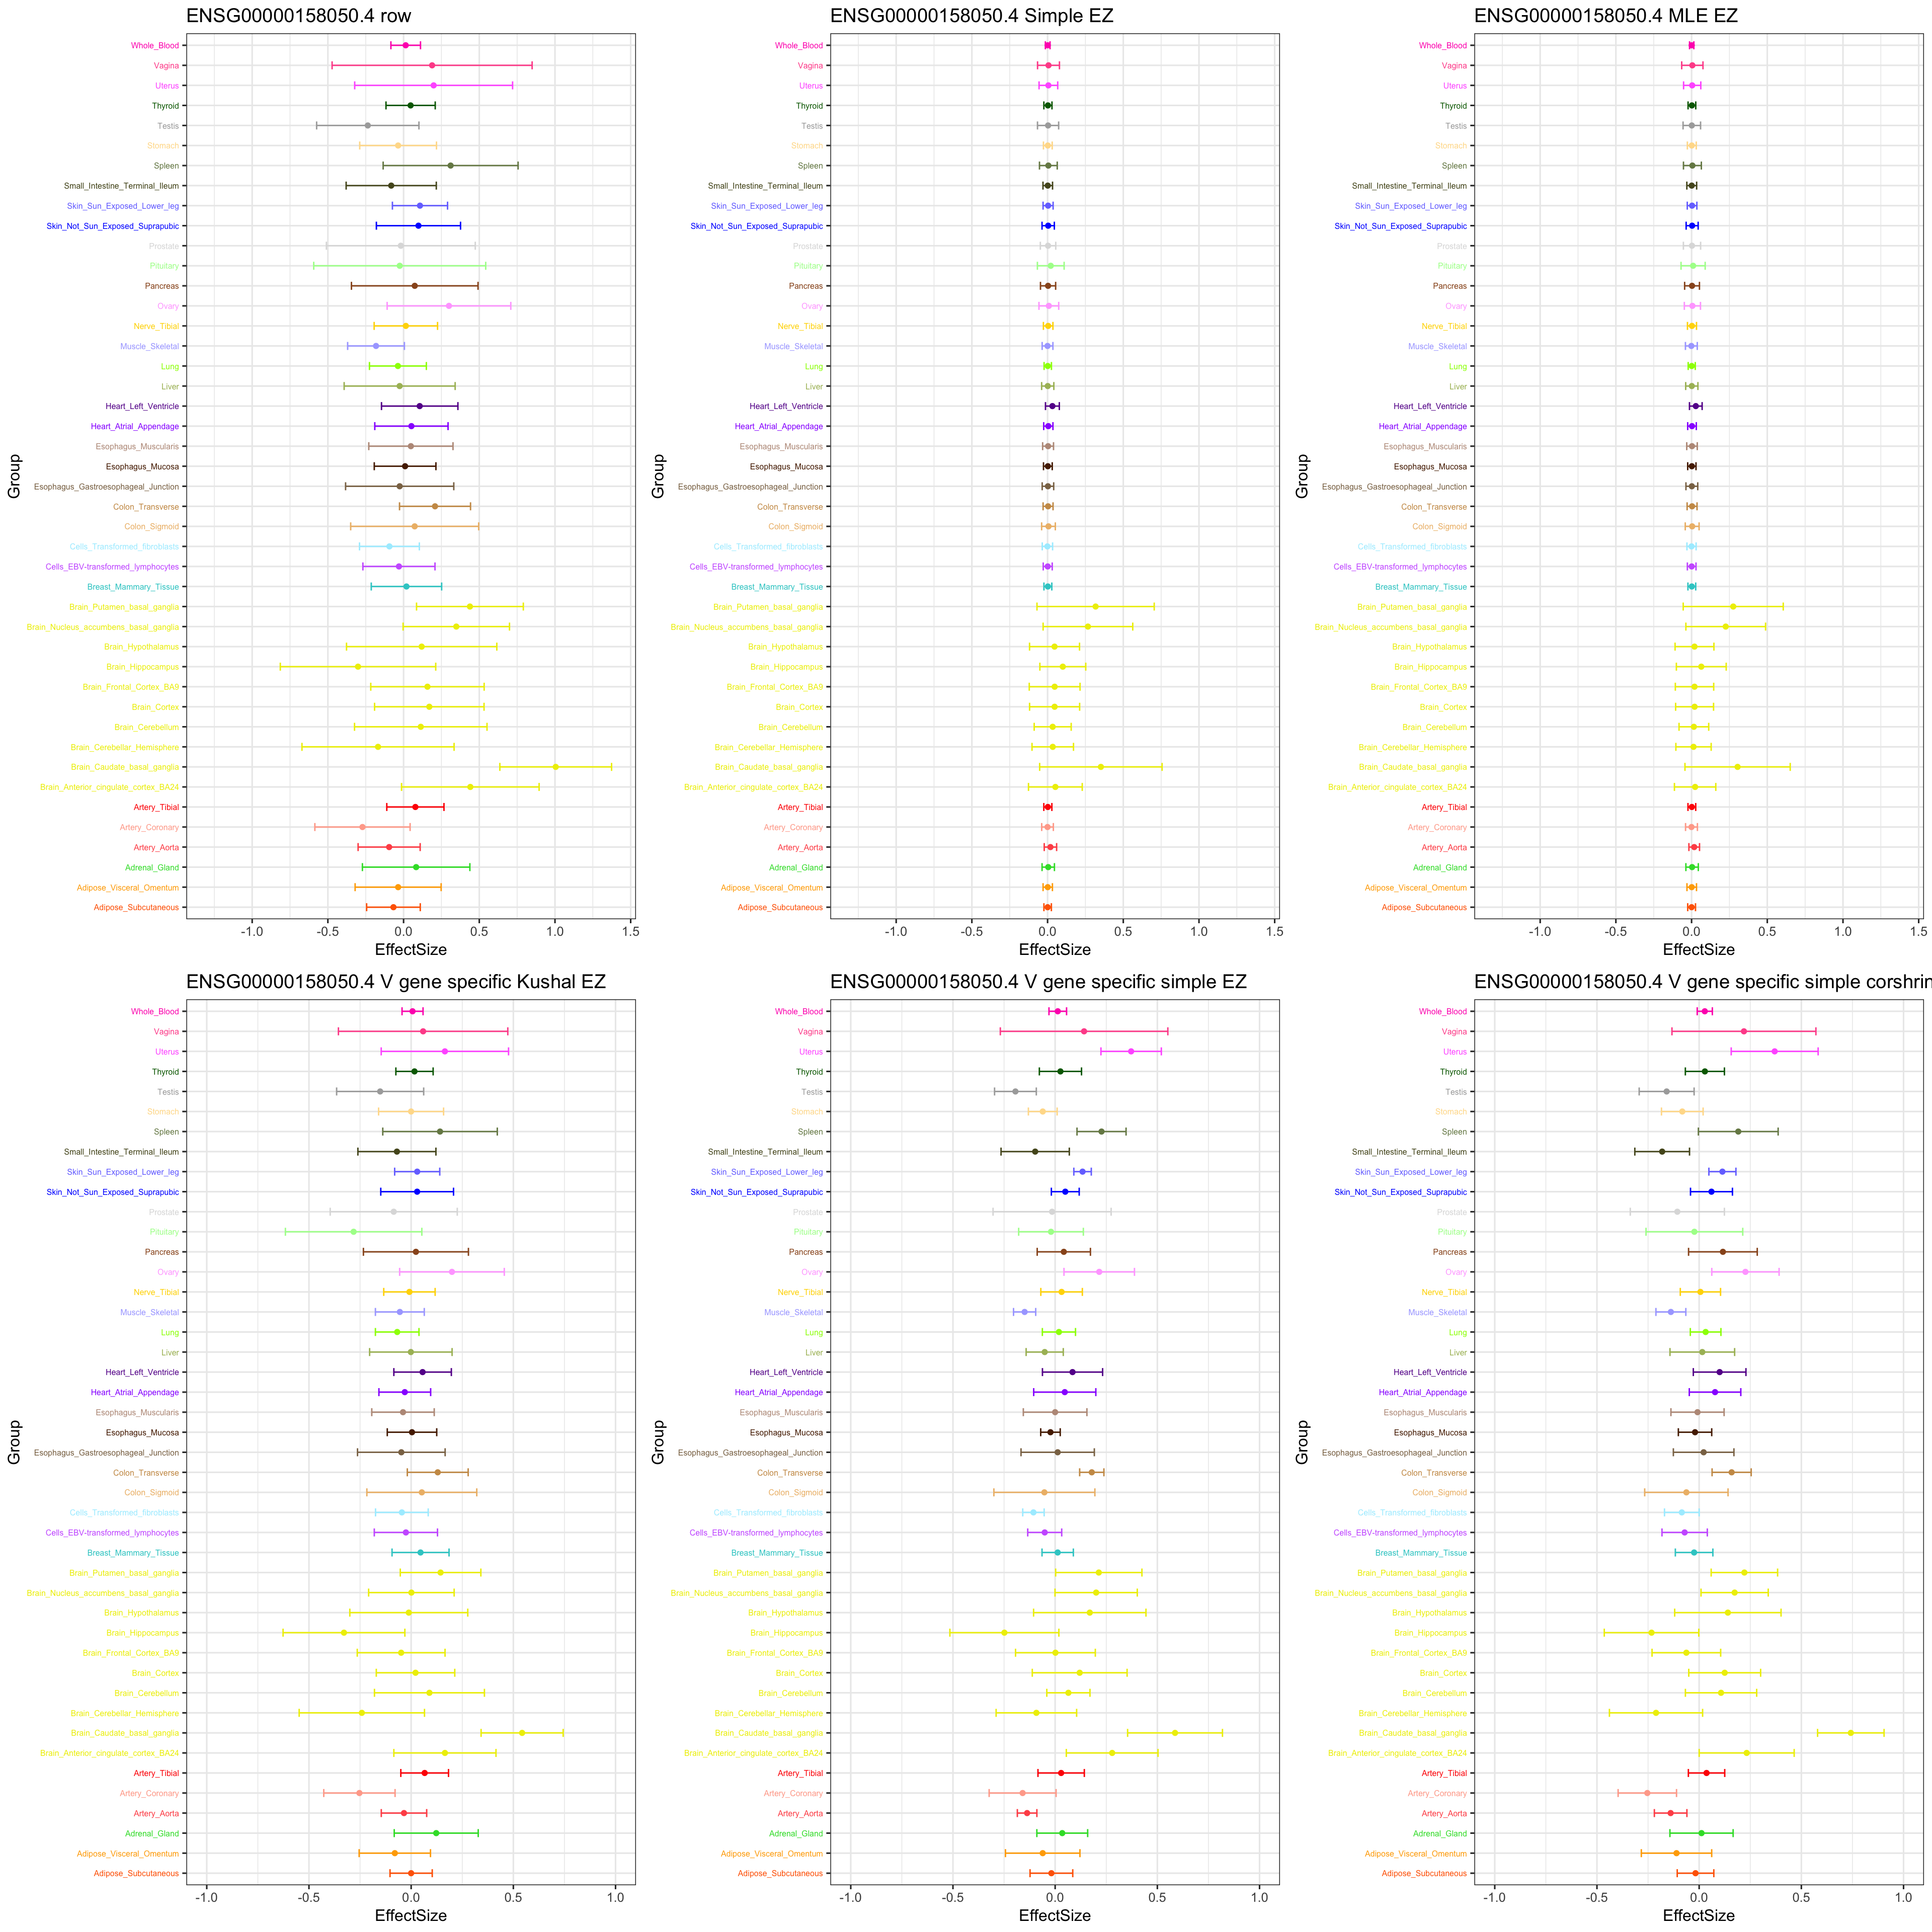 ENSG00000158050.4 row
Group
Whole_Blood
Vagina
Uterus
Thyroid
Testis
Stomach
Spleen
Small_Intestine_Terminal_Ileum
Skin_Sun_Exposed_Lower_leg
Skin_Not_Sun_Exposed_Suprapubic
Prostate
Pituitary
Pancreas
Ovary
Nerve_Tibial
Muscle_Skeletal
Lung
Liver
Heart_Left_Ventricle
Heart_Atrial_Appendage
Esophagus_Muscularis
Esophagus_Mucosa
Esophagus_Gastroesophageal_Junction
Colon_Transverse
Colon_Sigmoid
Cells_Transformed_fibroblasts
Cells_EBV-transformed_lymphocytes
Breast_Mammary_Tissue
Brain_Putamen_basal_ganglia
Brain_Nucleus_accumbens_basal_ganglia
Brain_Hypothalamus
Brain_Hippocampus
Brain_Frontal_Cortex_BA9
Brain_Cortex
Brain_Cerebellum
Brain_Cerebellar_Hemisphere
Brain_Caudate_basal_ganglia
Brain_Anterior_cingulate_cortex_BA24
Artery_Tibial
Artery_Coronary
Artery_Aorta
Adrenal_Gland
Adipose_Visceral_Omentum
Adipose_Subcutaneous
-1.0 -0.5 0.0 0.5 1.0 1.5
EffectSize
ENSG00000158050.4 Simple EZ
Group
Whole_Blood
Vagina
Uterus
Thyroid
Testis
Stomach
Spleen
Small_Intestine_Terminal_Ileum
Skin_Sun_Exposed_Lower_leg
Skin_Not_Sun_Exposed_Suprapubic
Prostate
Pituitary
Pancreas
Ovary
Nerve_Tibial
Muscle_Skeletal
Lung
Liver
Heart_Left_Ventricle
Heart_Atrial_Appendage
Esophagus_Muscularis
Esophagus_Mucosa
Esophagus_Gastroesophageal_Junction
Colon_Transverse
Colon_Sigmoid
Cells_Transformed_fibroblasts
Cells_EBV-transformed_lymphocytes
Breast_Mammary_Tissue
Brain_Putamen_basal_ganglia
Brain_Nucleus_accumbens_basal_ganglia
Brain_Hypothalamus
Brain_Hippocampus
Brain_Frontal_Cortex_BA9
Brain_Cortex
Brain_Cerebellum
Brain_Cerebellar_Hemisphere
Brain_Caudate_basal_ganglia
Brain_Anterior_cingulate_cortex_BA24
Artery_Tibial
Artery_Coronary
Artery_Aorta
Adrenal_Gland
Adipose_Visceral_Omentum
Adipose_Subcutaneous
-1.0 -0.5 0.0 0.5 1.0 1.5
EffectSize
ENSG00000158050.4 MLE EZ
Group
Whole_Blood
Vagina
Uterus
Thyroid
Testis
Stomach
Spleen
Small_Intestine_Terminal_Ileum
Skin_Sun_Exposed_Lower_leg
Skin_Not_Sun_Exposed_Suprapubic
Prostate
Pituitary
Pancreas
Ovary
Nerve_Tibial
Muscle_Skeletal
Lung
Liver
Heart_Left_Ventricle
Heart_Atrial_Appendage
Esophagus_Muscularis
Esophagus_Mucosa
Esophagus_Gastroesophageal_Junction
Colon_Transverse
Colon_Sigmoid
Cells_Transformed_fibroblasts
Cells_EBV-transformed_lymphocytes
Breast_Mammary_Tissue
Brain_Putamen_basal_ganglia
Brain_Nucleus_accumbens_basal_ganglia
Brain_Hypothalamus
Brain_Hippocampus
Brain_Frontal_Cortex_BA9
Brain_Cortex
Brain_Cerebellum
Brain_Cerebellar_Hemisphere
Brain_Caudate_basal_ganglia
Brain_Anterior_cingulate_cortex_BA24
Artery_Tibial
Artery_Coronary
Artery_Aorta
Adrenal_Gland
Adipose_Visceral_Omentum
Adipose_Subcutaneous
-1.0 -0.5 0.0 0.5 1.0 1.5
EffectSize
ENSG00000158050.4 V gene specific Kushal EZ
Group
Whole_Blood
Vagina
Uterus
Thyroid
Testis
Stomach
Spleen
Small_Intestine_Terminal_Ileum
Skin_Sun_Exposed_Lower_leg
Skin_Not_Sun_Exposed_Suprapubic
Prostate
Pituitary
Pancreas
Ovary
Nerve_Tibial
Muscle_Skeletal
Lung
Liver
Heart_Left_Ventricle
Heart_Atrial_Appendage
Esophagus_Muscularis
Esophagus_Mucosa
Esophagus_Gastroesophageal_Junction
Colon_Transverse
Colon_Sigmoid
Cells_Transformed_fibroblasts
Cells_EBV-transformed_lymphocytes
Breast_Mammary_Tissue
Brain_Putamen_basal_ganglia
Brain_Nucleus_accumbens_basal_ganglia
Brain_Hypothalamus
Brain_Hippocampus
Brain_Frontal_Cortex_BA9
Brain_Cortex
Brain_Cerebellum
Brain_Cerebellar_Hemisphere
Brain_Caudate_basal_ganglia
Brain_Anterior_cingulate_cortex_BA24
Artery_Tibial
Artery_Coronary
Artery_Aorta
Adrenal_Gland
Adipose_Visceral_Omentum
Adipose_Subcutaneous
-1.0 -0.5 0.0 0.5 1.0
EffectSize
ENSG00000158050.4 V gene specific simple EZ
Group
Whole_Blood
Vagina
Uterus
Thyroid
Testis
Stomach
Spleen
Small_Intestine_Terminal_Ileum
Skin_Sun_Exposed_Lower_leg
Skin_Not_Sun_Exposed_Suprapubic
Prostate
Pituitary
Pancreas
Ovary
Nerve_Tibial
Muscle_Skeletal
Lung
Liver
Heart_Left_Ventricle
Heart_Atrial_Appendage
Esophagus_Muscularis
Esophagus_Mucosa
Esophagus_Gastroesophageal_Junction
Colon_Transverse
Colon_Sigmoid
Cells_Transformed_fibroblasts
Cells_EBV-transformed_lymphocytes
Breast_Mammary_Tissue
Brain_Putamen_basal_ganglia
Brain_Nucleus_accumbens_basal_ganglia
Brain_Hypothalamus
Brain_Hippocampus
Brain_Frontal_Cortex_BA9
Brain_Cortex
Brain_Cerebellum
Brain_Cerebellar_Hemisphere
Brain_Caudate_basal_ganglia
Brain_Anterior_cingulate_cortex_BA24
Artery_Tibial
Artery_Coronary
Artery_Aorta
Adrenal_Gland
Adipose_Visceral_Omentum
Adipose_Subcutaneous
-1.0 -0.5 0.0 0.5 1.0
EffectSize
ENSG00000158050.4 V gene specific simple corshrin
Group
Whole_Blood
Vagina
Uterus
Thyroid
Testis
Stomach
Spleen
Small_Intestine_Terminal_Ileum
Skin_Sun_Exposed_Lower_leg
Skin_Not_Sun_Exposed_Suprapubic
Prostate
Pituitary
Pancreas
Ovary
Nerve_Tibial
Muscle_Skeletal
Lung
Liver
Heart_Left_Ventricle
Heart_Atrial_Appendage
Esophagus_Muscularis
Esophagus_Mucosa
Esophagus_Gastroesophageal_Junction
Colon_Transverse
Colon_Sigmoid
Cells_Transformed_fibroblasts
Cells_EBV-transformed_lymphocytes
Breast_Mammary_Tissue
Brain_Putamen_basal_ganglia
Brain_Nucleus_accumbens_basal_ganglia
Brain_Hypothalamus
Brain_Hippocampus
Brain_Frontal_Cortex_BA9
Brain_Cortex
Brain_Cerebellum
Brain_Cerebellar_Hemisphere
Brain_Caudate_basal_ganglia
Brain_Anterior_cingulate_cortex_BA24
Artery_Tibial
Artery_Coronary
Artery_Aorta
Adrenal_Gland
Adipose_Visceral_Omentum
Adipose_Subcutaneous
-1.0 -0.5 0.0 0.5 1.0
EffectSize